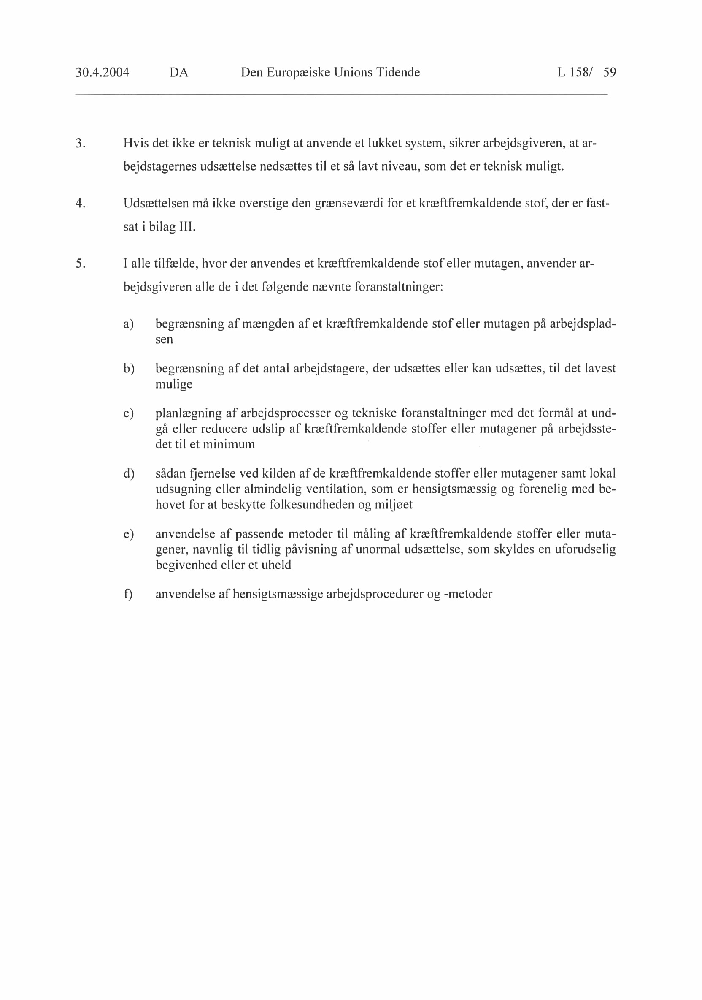 30.4.2004 DA Den Europæiske Unions Tidende L 158/ 59
3. Hvis det ikke er teknisk muligt at anvende et lukket system, sikrer arbejdsgiveren, at ar-
bejdstagernes udsættelse nedsættes til et så lavt niveau, som det er teknisk muligt.
4. Udsættelsen må ikke overstige den grænseværdi for et kræftfremkaldende stof, der er fast-
sat i bilag III.
5. I alle tilfælde, hvor der anvendes et kræftfremkaldende stof eller mutagen, anvender ar-
bejdsgiveren alle de i det følgende nævnte foranstaltninger:
a) begrænsning af mængden af et kræftfremkaldende stof eller mutagen på arbejdsplad-
sen
b) begrænsning af det antal arbejdstagere, der udsættes eller kan udsættes, til det lavest
mulige
c) planlægning af arbejdsprocesser og tekniske foranstaltninger med det formål at und-
gå eller reducere udslip af kræftfremkaldende stoffer eller mutagener på arbejdsste-
det til et minimum
d) sådan fjernelse ved kilden af de kræftfremkaldende stoffer eller mutagener samt lokal
udsugning eller almindelig ventilation, som er hensigtsmæssig og forenelig med be-
hovet for at beskytte folkesundheden og miljøet
e) anvendelse af passende metoder til måling af kræftfremkaldende stoffer eller muta-
gener, navnlig til tidlig påvisning af unormal udsættelse, som skyldes en uforudselig
begivenhed eller et uheld
f) anvendelse af hensigtsmæssige arbejdsprocedurer og -metoder